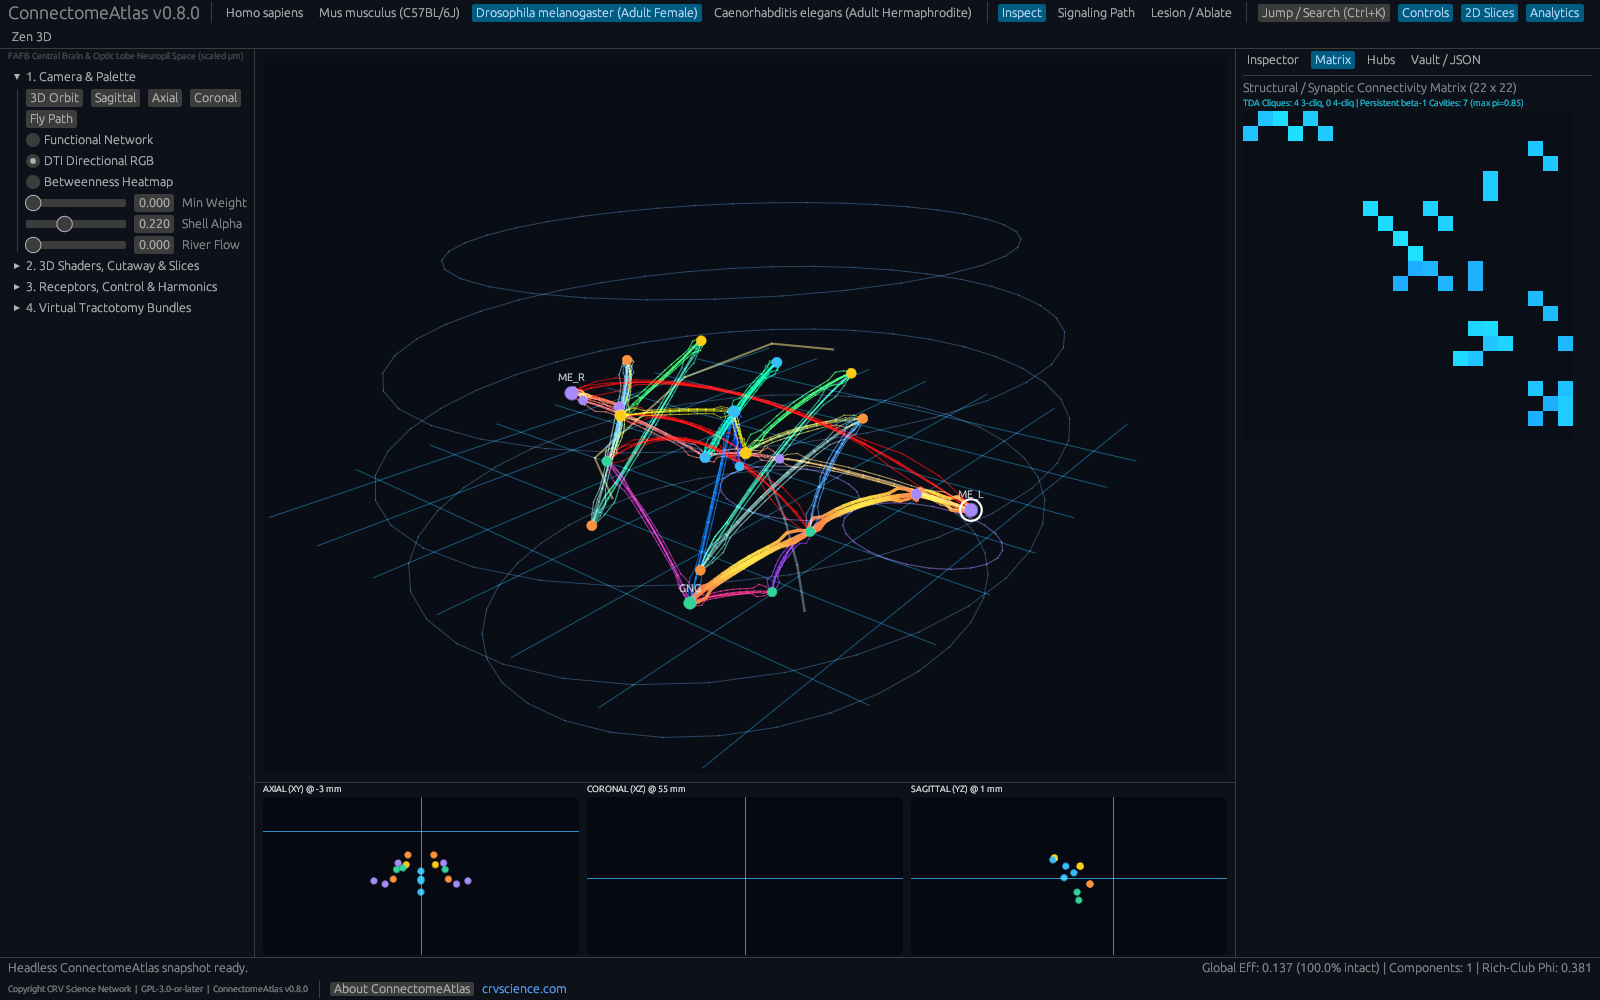 ConnectomeAtlas v0.8.0 Homo sapiens Mus musculus (C57BL/6J) Drosophila melanogaster (Adult Female) Caenorhabditis elegans (Adult Hermaphrodite) Inspect Signaling Path Lesion / Ablate Jump / Search (Ctrl+K) Controls 2D Slices Analytics
Zen 3D
FAFB Central Brain & Optic Lobe Neuropil Space (scaled µm)
▼ 1. Camera & Palette
3D Orbit Sagittal Axial Coronal
Fly Path
Functional Network
DTI Directional RGB
Betweenness Heatmap
0.000 Min Weight
0.220 Shell Alpha
0.000 River Flow
► 2. 3D Shaders, Cutaway & Slices
► 3. Receptors, Control & Harmonics
► 4. Virtual Tractotomy Bundles
ME_R
ME_L
GNG
Inspector Matrix Hubs Vault / JSON
Structural / Synaptic Connectivity Matrix (22 x 22)
TDA Cliques: 4 3-cliq, 0 4-cliq | Persistent beta-1 Cavities: 7 (max pi=0.85)
AXIAL (XY) @ -3 mm
CORONAL (XZ) @ 55 mm
SAGITTAL (YZ) @ 1 mm
Headless ConnectomeAtlas snapshot ready.
Global Eff: 0.137 (100.0% intact) | Components: 1 | Rich-Club Phi: 0.381
Copyright CRV Science Network | GPL-3.0-or-later | ConnectomeAtlas v0.8.0 About ConnectomeAtlas crvscience.com